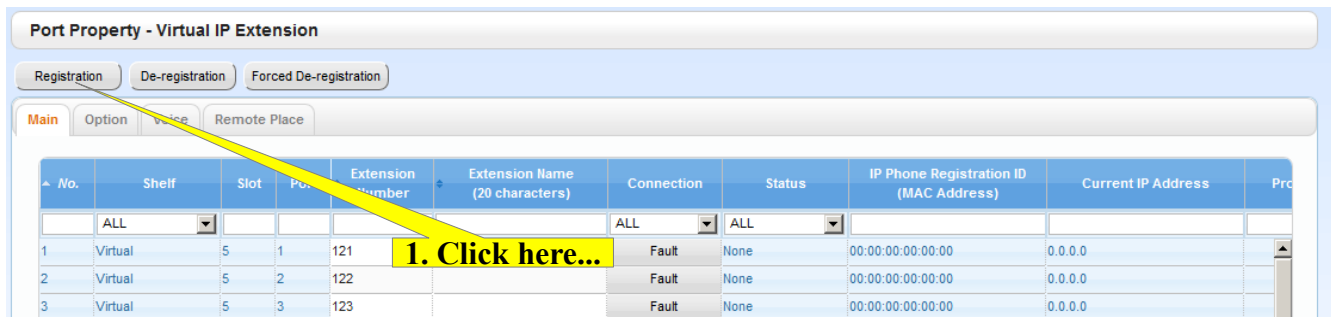 Port Property - Virtual IP Extension
Registration De-registration Forced De-registration
Main Option Voice Remote Place
No. Shelf Slot Extension Number Extension Name (20 characters) Connection Status IP Phone Registration ID (MAC Address) Current IP Address
ALL ALL ALL
1 Virtual 5 1 121 Fault None 00:00:00:00:00:00 0.0.0.0
1. Click here...
2 Virtual 5 2 122 Fault None 00:00:00:00:00:00 0.0.0.0
3 Virtual 5 3 123 Fault None 00:00:00:00:00:00 0.0.0.0